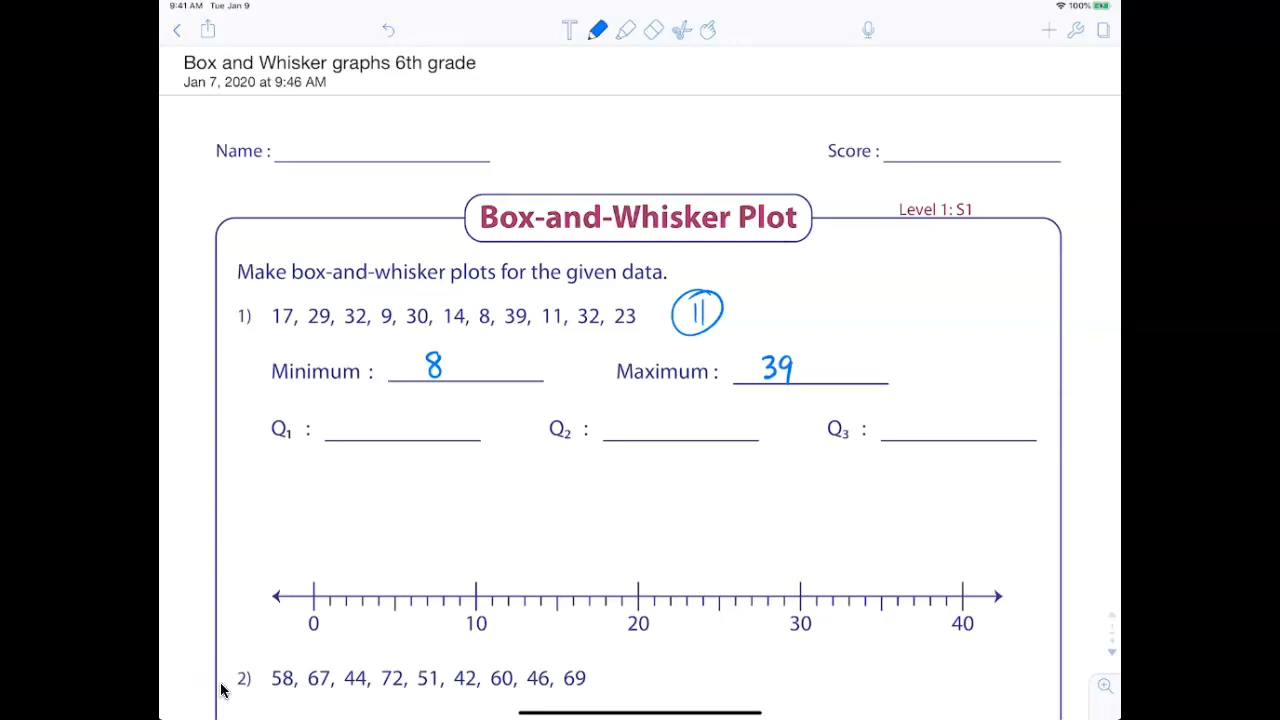 9:41 AM Tue Jan 9
100%
Box and Whisker graphs 6th grade
Jan 7, 2020 at 9:46 AM
Name : Score :
Box-and-Whisker Plot
Level 1: S1
Make box-and-whisker plots for the given data.
1) 17, 29, 32, 9, 30, 14, 8, 39, 11, 32, 23 11
Minimum : 8 Maximum : 39
Q₁ : Q₂ : Q₃ :
0 10 20 30 40
2) 58, 67, 44, 72, 51, 42, 60, 46, 69